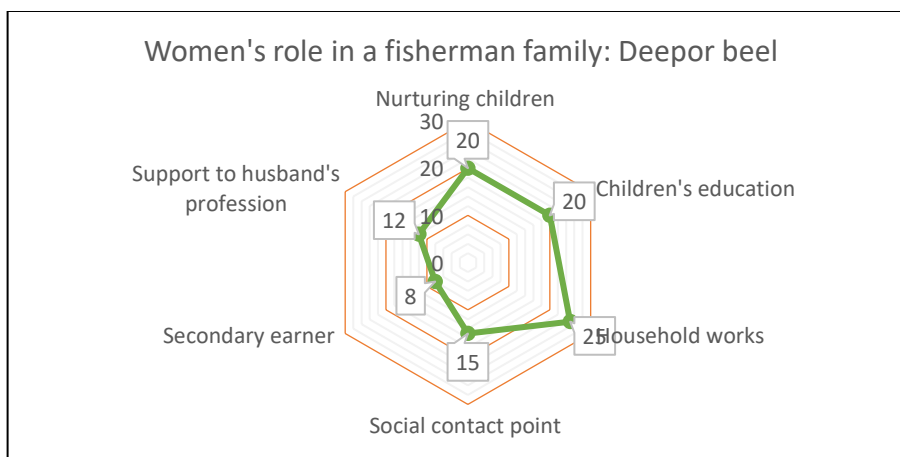 Women's role in a fisherman family: Deepor beel
Nurturing children
30
20
20
Support to husband's
profession
Children's education
20
12
10
0
8
Secondary earner
25
Household works
15
Social contact point